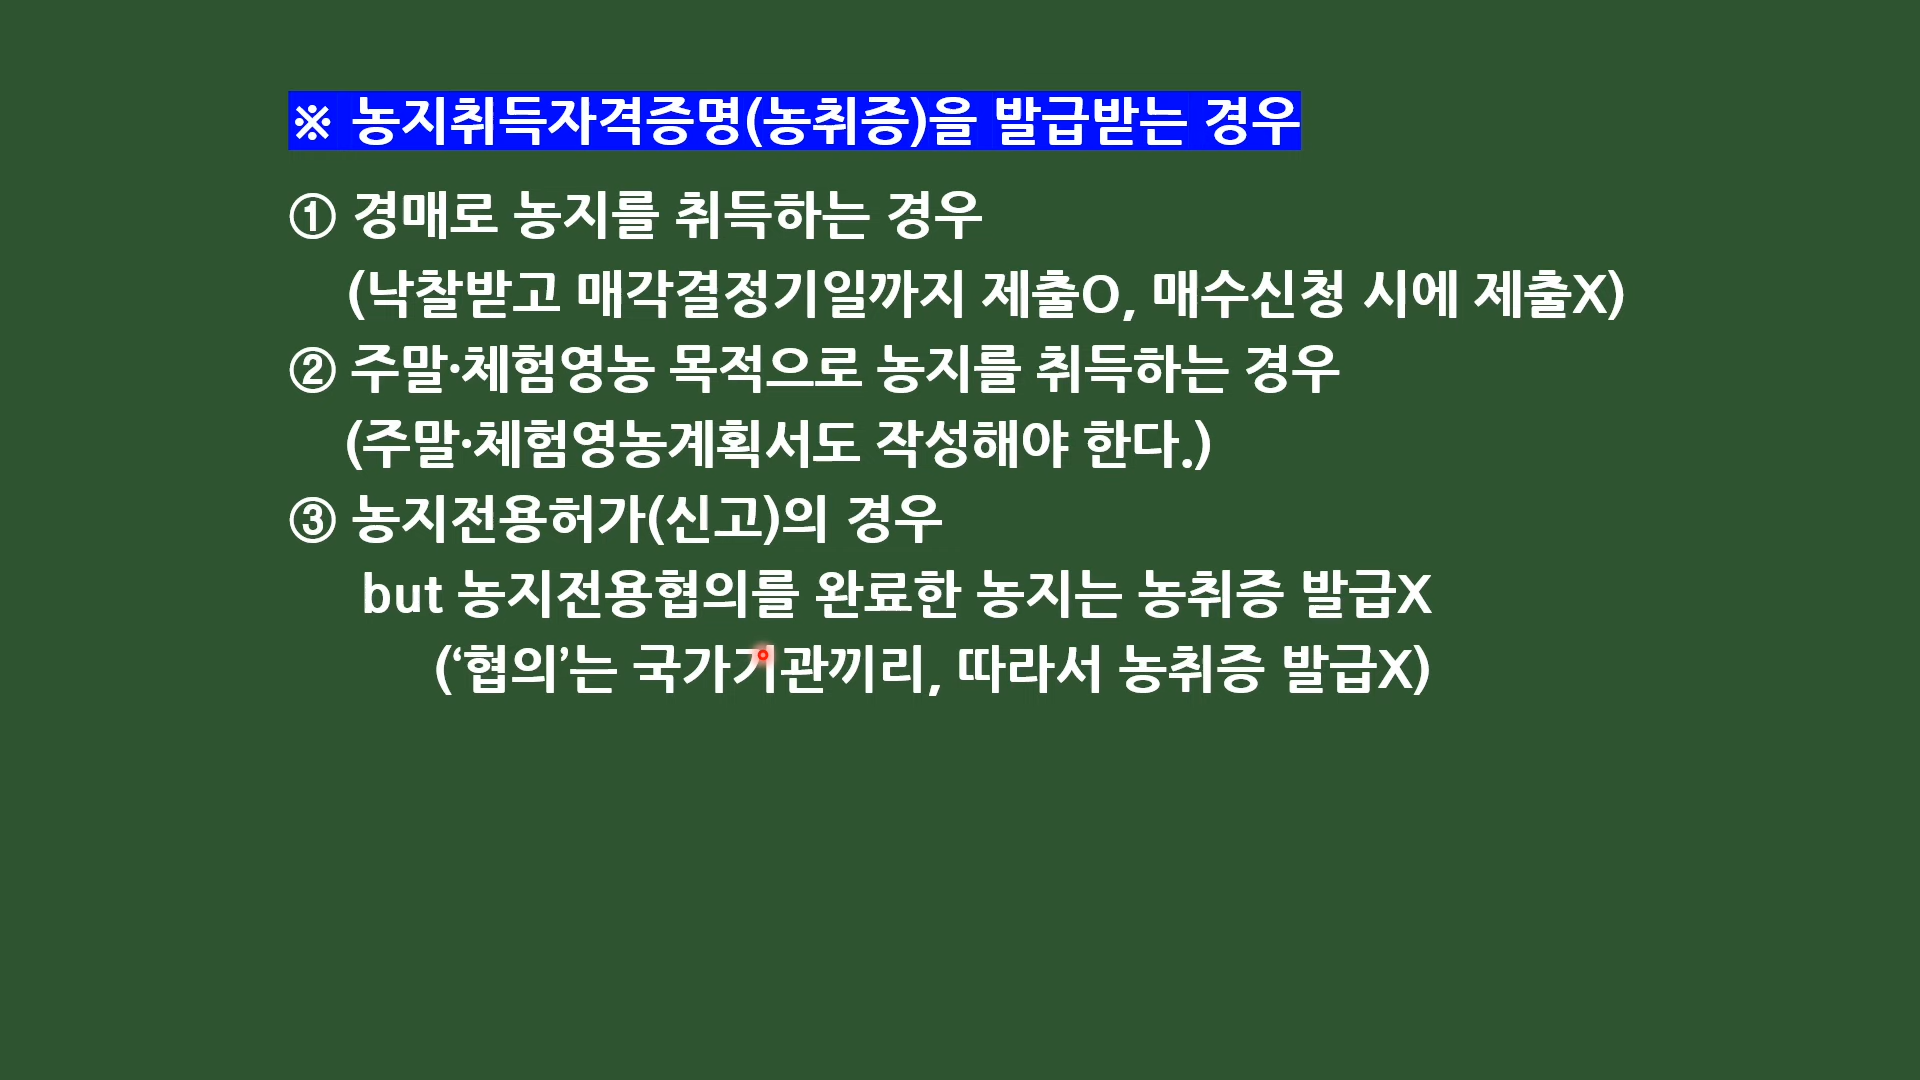 ※ 농지취득자격증명(농취증)을 발급받는 경우
① 경매로 농지를 취득하는 경우
(낙찰받고 매각결정기일까지 제출O, 매수신청 시에 제출X)
② 주말·체험영농 목적으로 농지를 취득하는 경우
(주말·체험영농계획서도 작성해야 한다.)
③ 농지전용허가(신고)의 경우
but 농지전용협의를 완료한 농지는 농취증 발급X
(‘협의’는 국가기관끼리, 따라서 농취증 발급X)